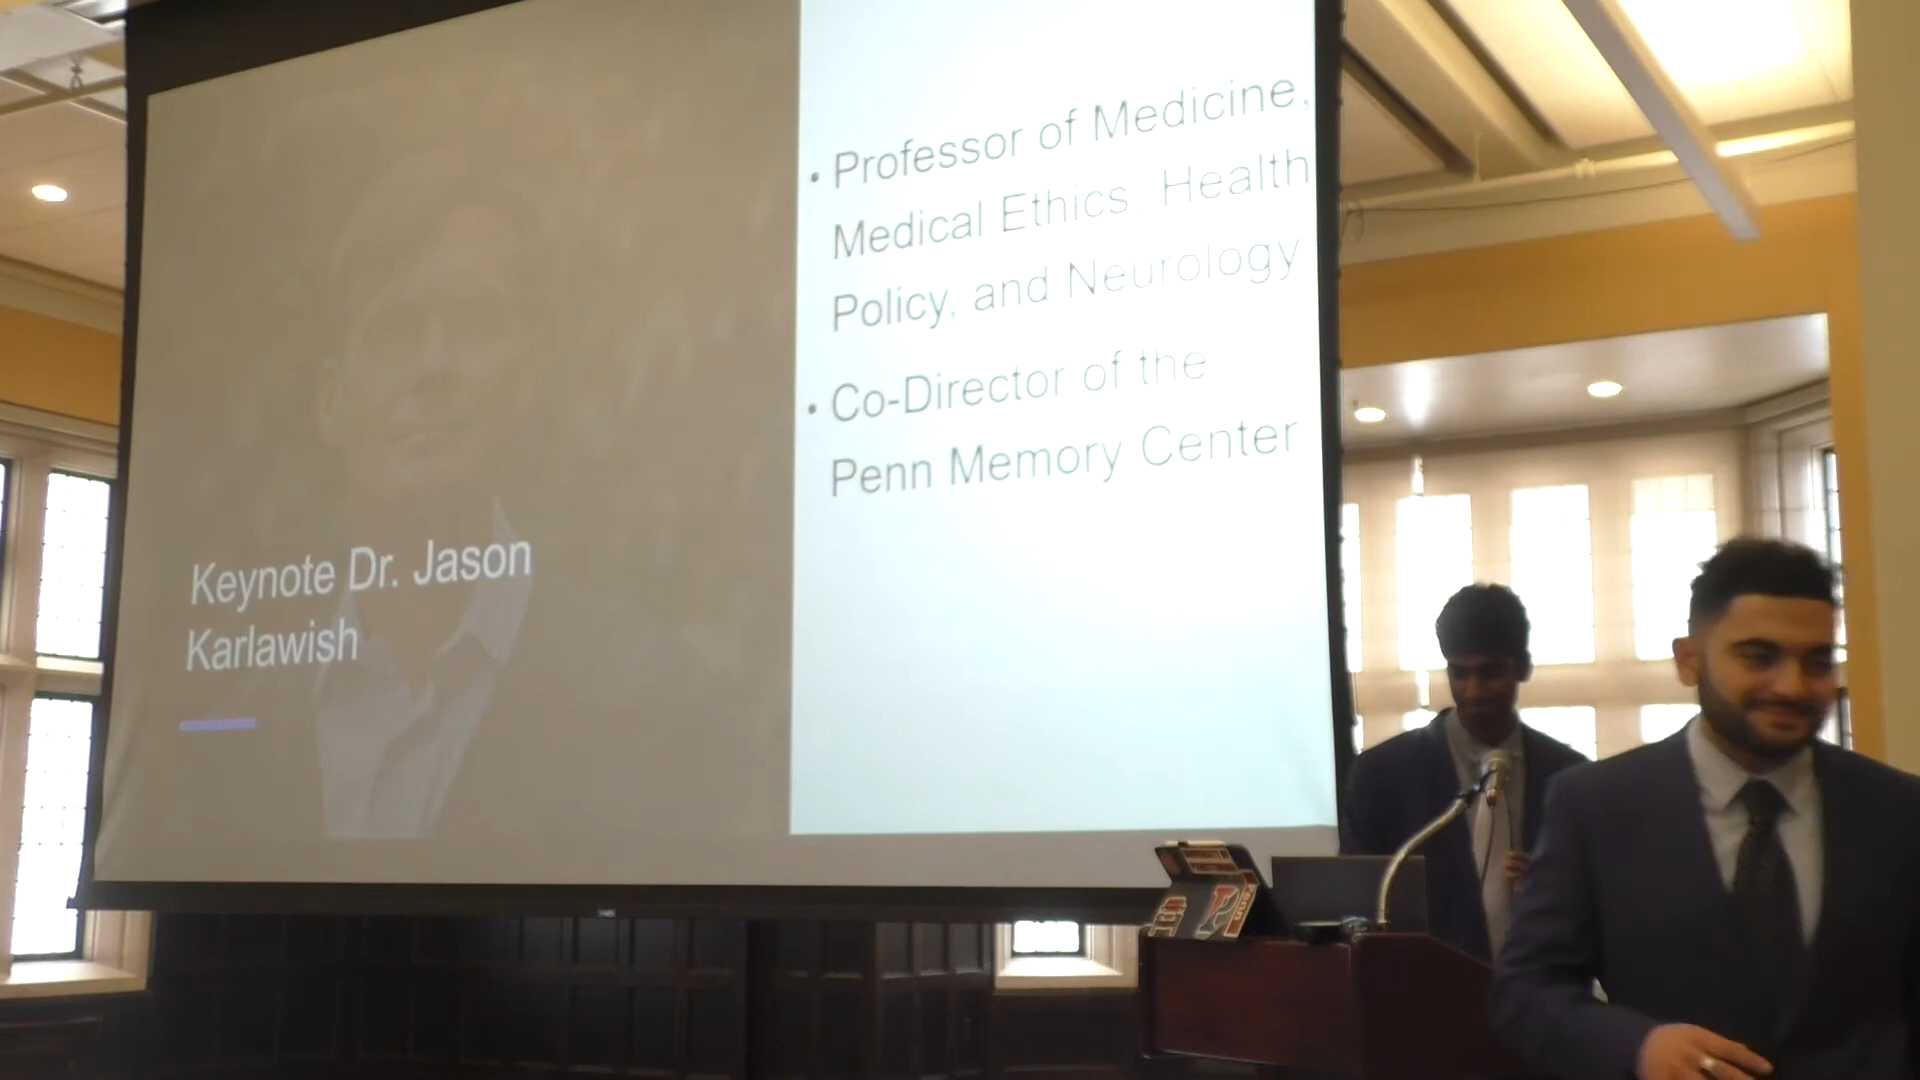 Keynote Dr. Jason
Karlawish
• Professor of Medicine,
Medical Ethics, Health
Policy, and Neurology
• Co-Director of the
Penn Memory Center
Penn